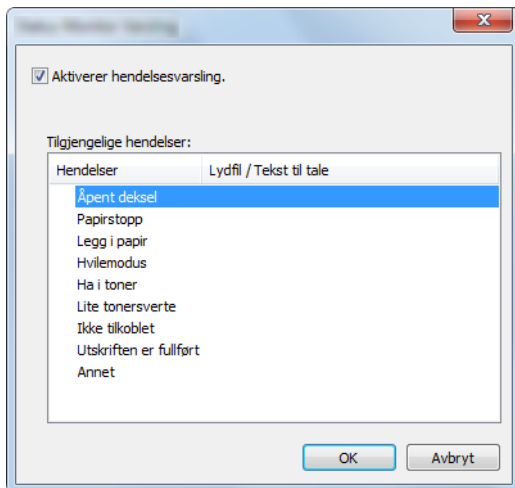 Aktiverer hendelsesvarsling.
Tilgjengelige hendelser:
Hendelser Lydfil / Tekst til tale
Åpent deksel
Papirstopp
Legg i papir
Hvilemodus
Ha i toner
Lite tonersverte
Ikke tilkoblet
Utskriften er fullført
Annet
OK Avbryt